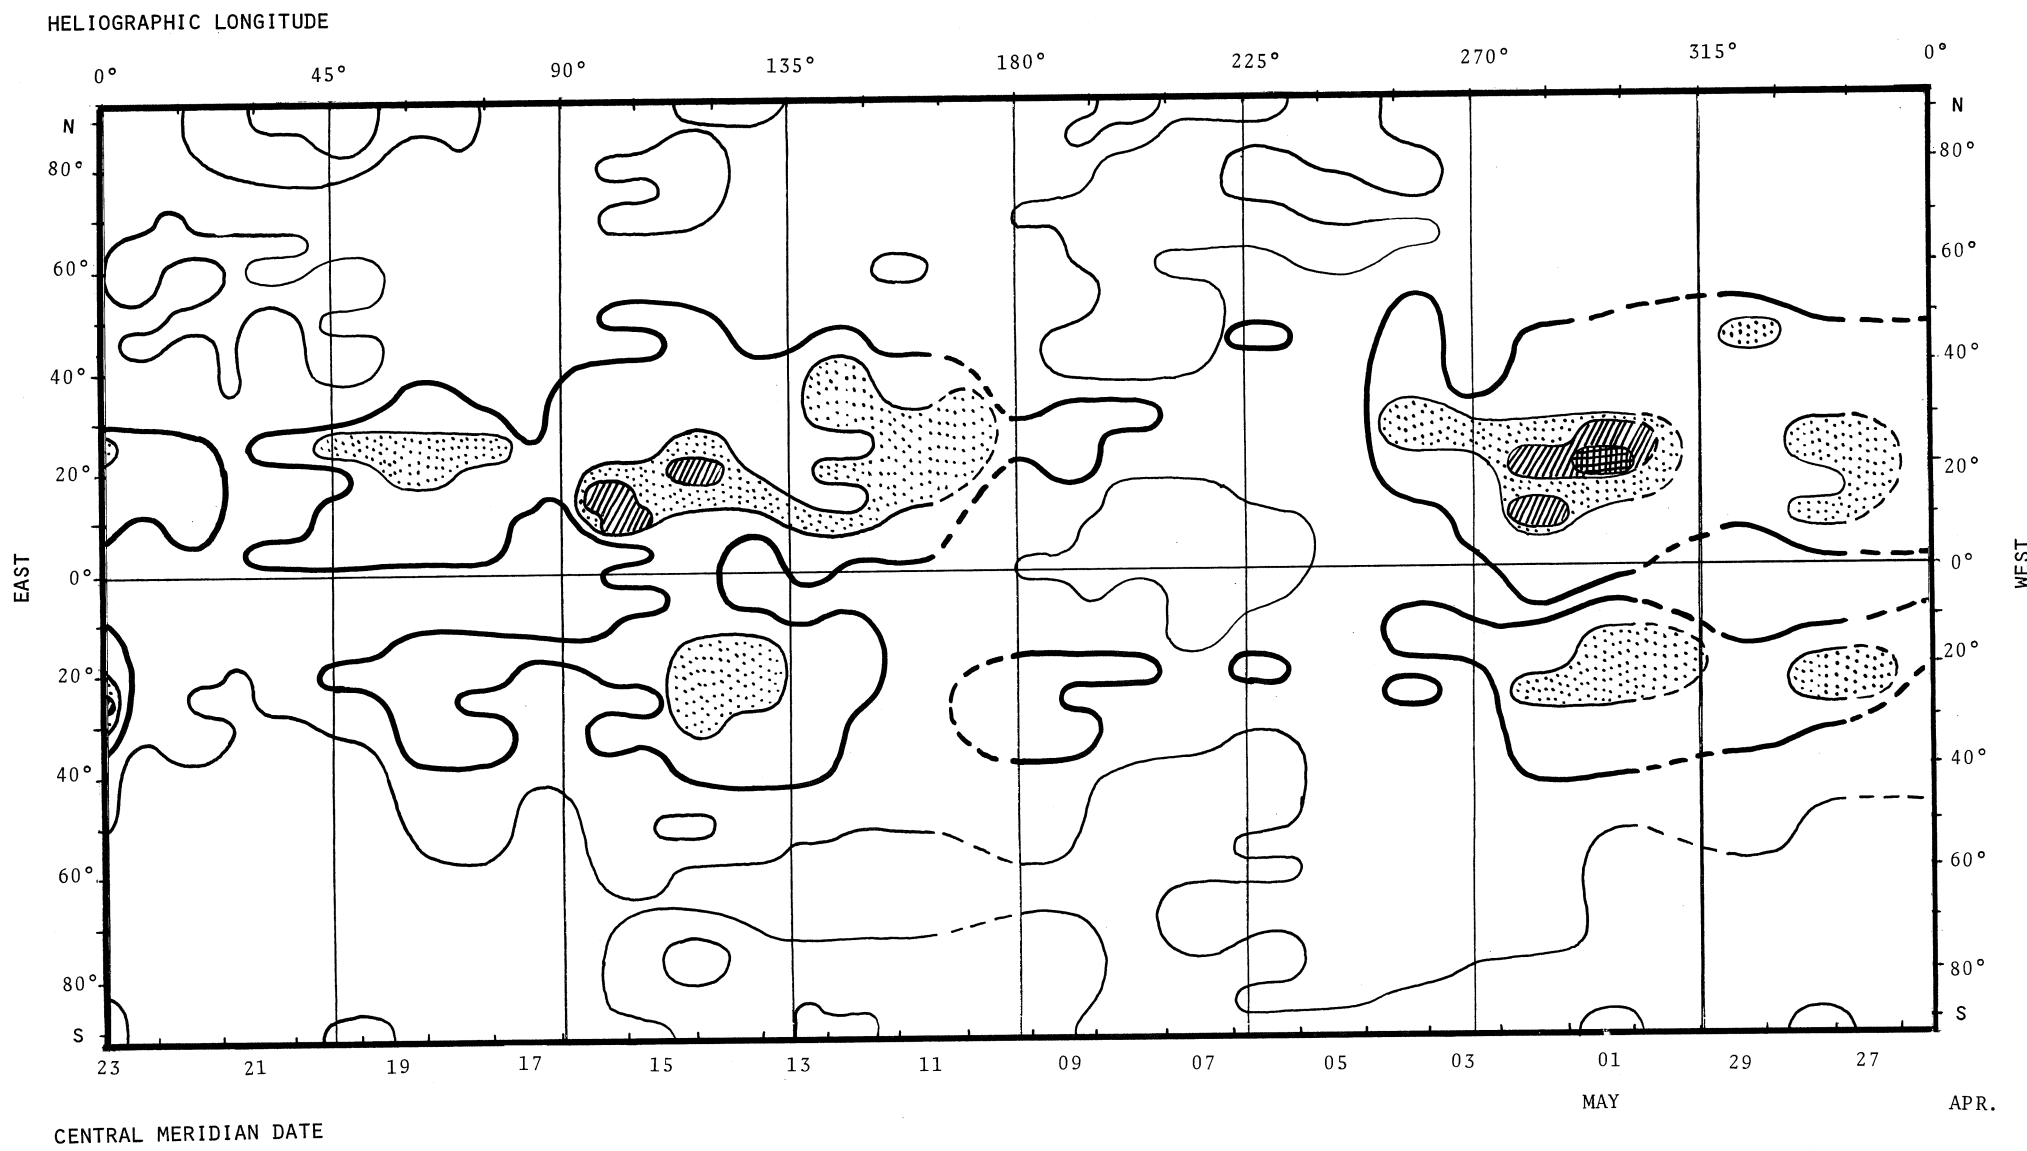 HELIOGRAPHIC LONGITUDE
0° 45° 90° 135° 180° 225° 270° 315° 0°
N N
80° 80°
60° 60°
40° 40°
20° 20°
EAST 0° 0° WEST
20° 20°
40° 40°
60° 60°
80° 80°
S S
23 21 19 17 15 13 11 09 07 05 03 01 29 27
MAY APR.
CENTRAL MERIDIAN DATE